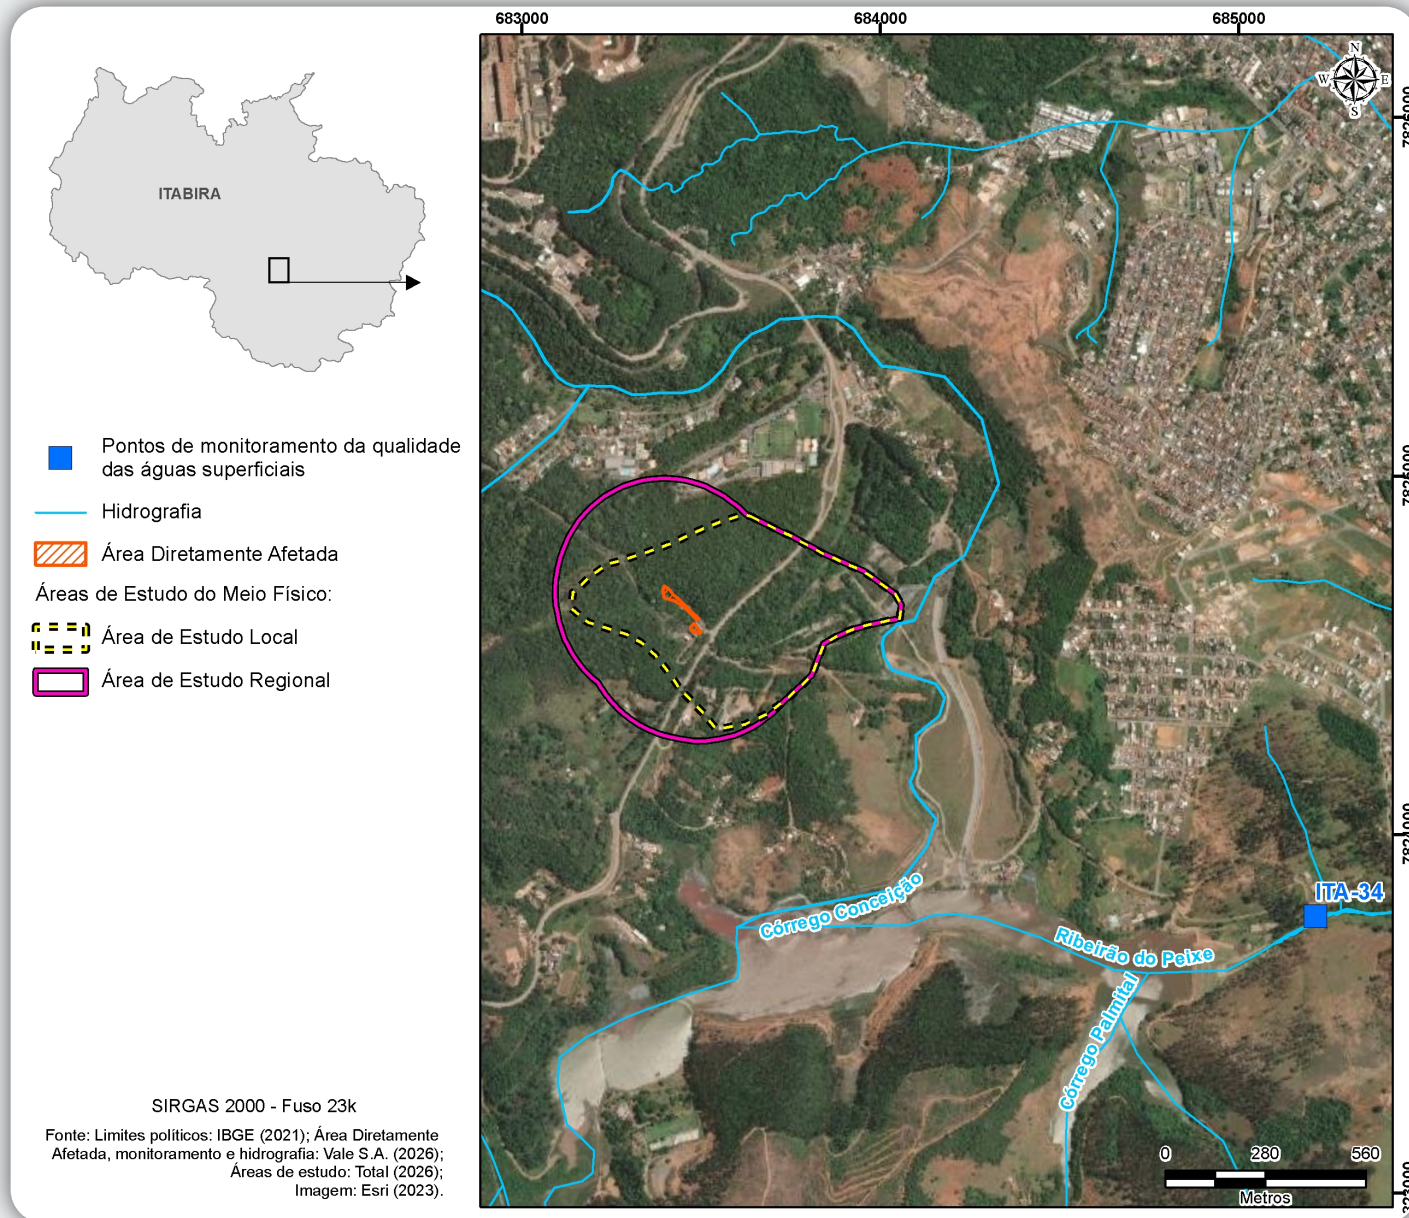 683000
684000
685000
N
W
E
S
ITABIRA
7825000
7824000
Pontos de monitoramento da qualidade
das águas superficiais
Hidrografia
Área Diretamente Afetada
Áreas de Estudo do Meio Físico:
Área de Estudo Local
Área de Estudo Regional
ITA-34
Córrego Conceição
Ribeirão do Peixe
Córrego Palmital
SIRGAS 2000 - Fuso 23k
Fonte: Limites políticos: IBGE (2021); Área Diretamente
Afetada, monitoramento e hidrografia: Vale S.A. (2026);
Áreas de estudo: Total (2026);
Imagem: Esri (2023).
0 280 560
Metros